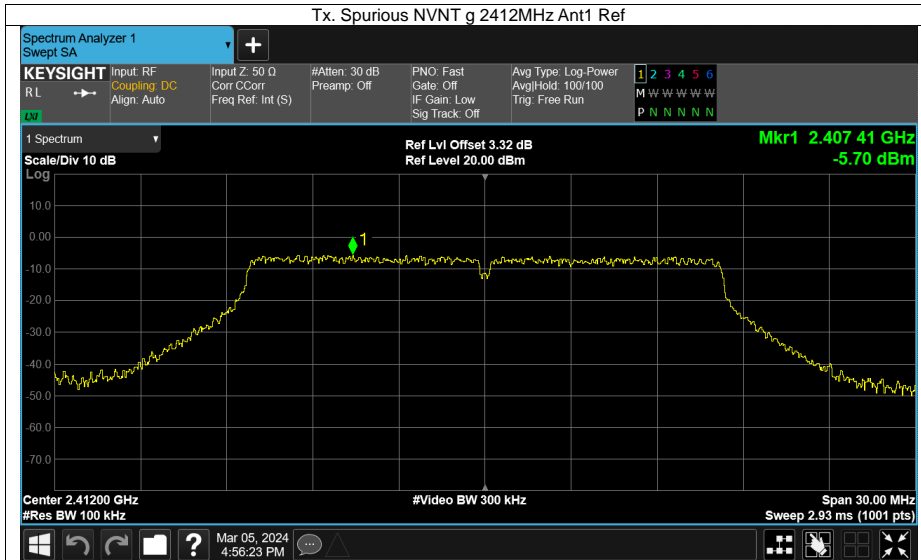 Tx. Spurious NVNT g 2412MHz Ant1 Ref
Spectrum Analyzer 1
Swept SA
KEYSIGHT
RL
LXI
Input: RF
Coupling: DC
Align: Auto
Input Z: 50 Ω
Corr CCorr
Freq Ref: Int (S)
#Atten: 30 dB
Preamp: Off
PNO: Fast
Gate: Off
IF Gain: Low
Sig Track: Off
Avg Type: Log-Power
Avg|Hold: 100/100
Trig: Free Run
1 2 3 4 5 6
M W W W W W
P N N N N N
1 Spectrum
Scale/Div 10 dB
Ref Lvl Offset 3.32 dB
Ref Level 20.00 dBm
Mkr1 2.407 41 GHz
-5.70 dBm
Log
10.0
0.00
-10.0
-20.0
-30.0
-40.0
-50.0
-60.0
-70.0
1
Center 2.41200 GHz
#Video BW 300 kHz
Span 30.00 MHz
#Res BW 100 kHz
Sweep 2.93 ms (1001 pts)
?
Mar 05, 2024
4:56:23 PM